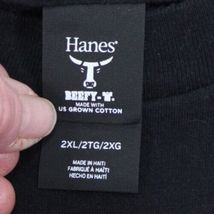 Hanes®
BEEFY-"T"®
MADE WITH
US GROWN COTTON
2XL/2TG/2XG
MADE IN HAITI
FABRIQUÉ À HAÏTI
HECHO EN HAITÍ